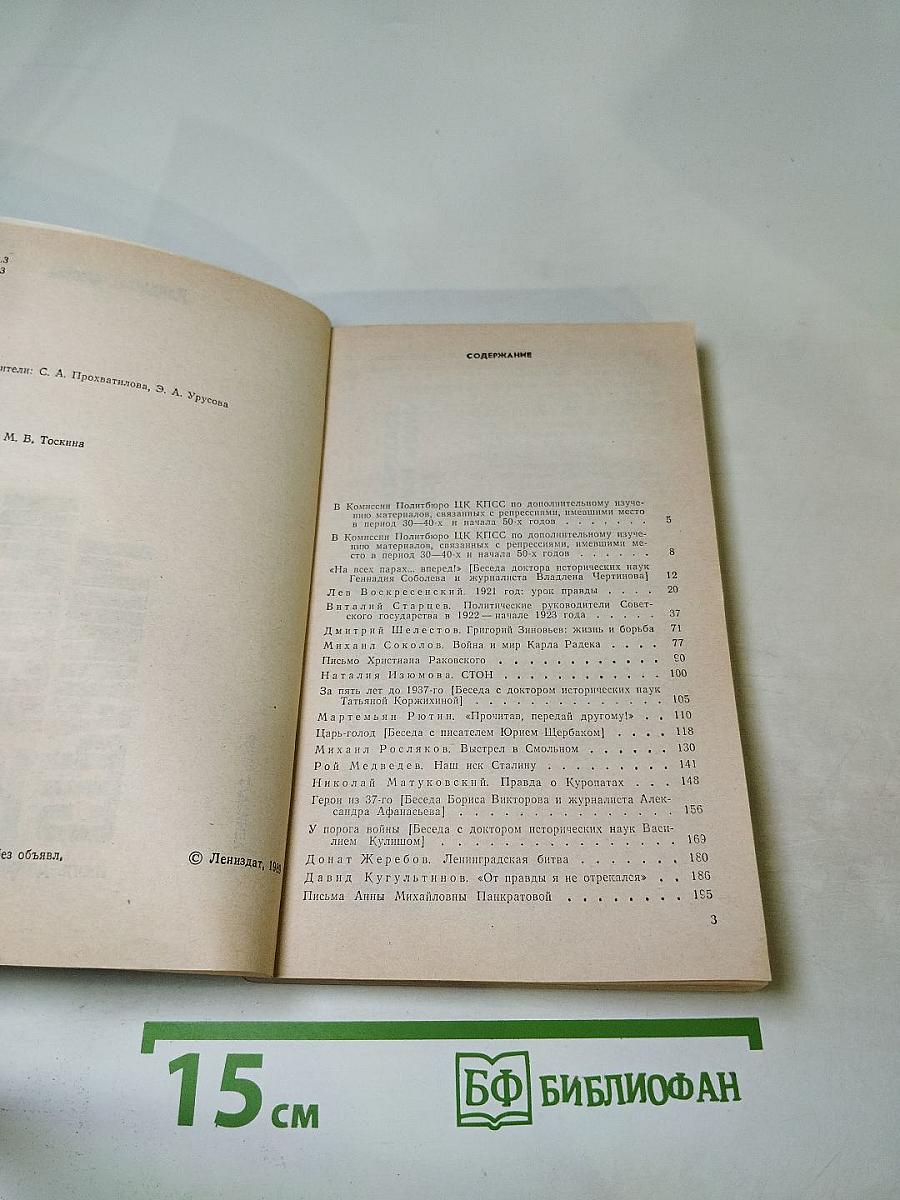 .3
3
ители: С. А. Прохватилова, Э. А. Урусова
М. В. Тоскина
без объявл,
© Лениздат,
СОДЕРЖАНИЕ
В Комиссии Политбюро ЦК КПСС по дополнительному изуче-
нию материалов, связанных с репрессиями, имевшими место
в период 30—40-х и начала 50-х годов . . . . . . . 5
В Комиссии Политбюро ЦК КПСС по дополнительному изуче-
нию материалов, связанных с репрессиями, имевшими ме-
сто в период 30—40-х и начала 50-х годов . . . . . . 8
«На всех парах... вперед!» [Беседа доктора исторических наук
Геннадия Соболева и журналиста Владлена Чертинова] 12
Лев Воскресенский. 1921 год: урок правды . . . . 20
Виталий Старцев. Политические руководители Совет-
ского государства в 1922 — начале 1923 года . . . . . 37
Дмитрий Шелестов. Григорий Зиновьев: жизнь и борьба 71
Михаил Соколов. Война и мир Карла Радека . . . . 77
Письмо Христиана Раковского . . . . . . . . . . . . 90
Наталия Изюмова. СТОН . . . . . . . . . . . . 100
За пять лет до 1937-го [Беседа с доктором исторических наук
Татьяной Коржихиной] . . . . . . . . . . . . 105
Мартемьян Рютин. «Прочитав, передай другому!» . . 110
Царь-голод [Беседа с писателем Юрием Щербаком] . . . . 118
Михаил Росляков. Выстрел в Смольном . . . . . . 130
Рой Медведев. Наш иск Сталину . . . . . . . . . 141
Николай Матуковский. Правда о Куропатах . . . 148
Герои из 37-го [Беседа Бориса Викторова и журналиста Алек-
сандра Афанасьева] . . . . . . . . . . . . . 156
У порога войны [Беседа с доктором исторических наук Васи-
лием Кулишом] . . . . . . . . . . . . . . 169
Донат Жеребов. Ленинградская битва . . . . . . . 180
Давид Кугультинов. «От правды я не отрекался» . . 186
Письма Анны Михайловны Панкратовой . . . . . . . . 195
3
15 см
БФ БИБЛИОФАН